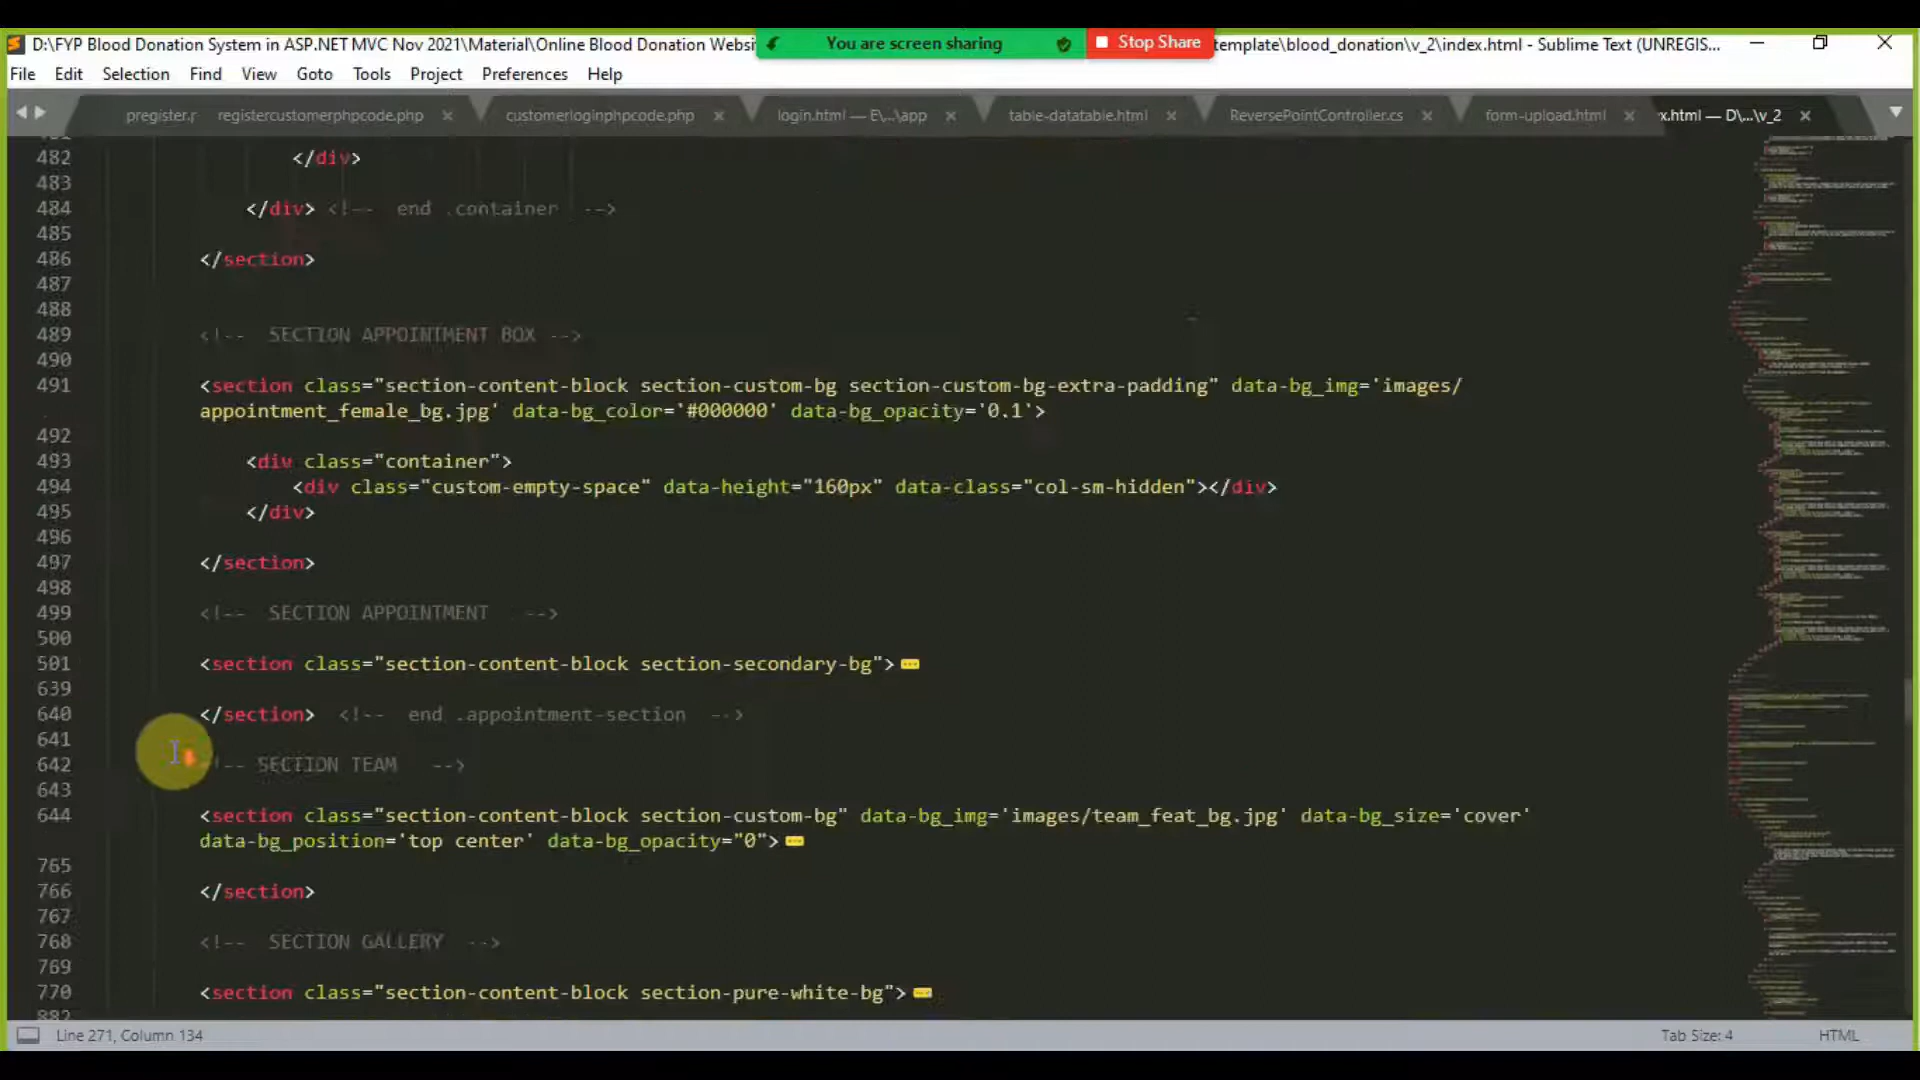 D:\FYP Blood Donation System in ASP.NET MVC Nov 2021\Material\Online Blood Donation Websi
You are screen sharing
Stop Share
template\blood_donation\v_2\index.html - Sublime Text (UNREGIS...
File Edit Selection Find View Goto Tools Project Preferences Help
pregister.r
registercustomerphpcode.php
customerloginphpcode.php
login.html — E\...\app
table-datatable.html
ReversePointController.cs
form-upload.html
x.html — D\...\v_2
482 </div>
483
484 </div> <!-- end .container -->
485
486 </section>
487
488
489 <!-- SECTION APPOINTMENT BOX -->
490
491 <section class="section-content-block section-custom-bg section-custom-bg-extra-padding" data-bg_img='images/
appointment_female_bg.jpg' data-bg_color='#000000' data-bg_opacity='0.1'>
492
493 <div class="container">
494 <div class="custom-empty-space" data-height="160px" data-class="col-sm-hidden"></div>
495 </div>
496
497 </section>
498
499 <!-- SECTION APPOINTMENT -->
500
501 <section class="section-content-block section-secondary-bg">
639
640 </section> <!-- end .appointment-section -->
641
642 !-- SECTION TEAM -->
643
644 <section class="section-content-block section-custom-bg" data-bg_img='images/team_feat_bg.jpg' data-bg_size='cover'
data-bg_position='top center' data-bg_opacity="0">
765
766 </section>
767
768 <!-- SECTION GALLERY -->
769
770 <section class="section-content-block section-pure-white-bg">
882
Line 271, Column 134
Tab Size: 4
HTML